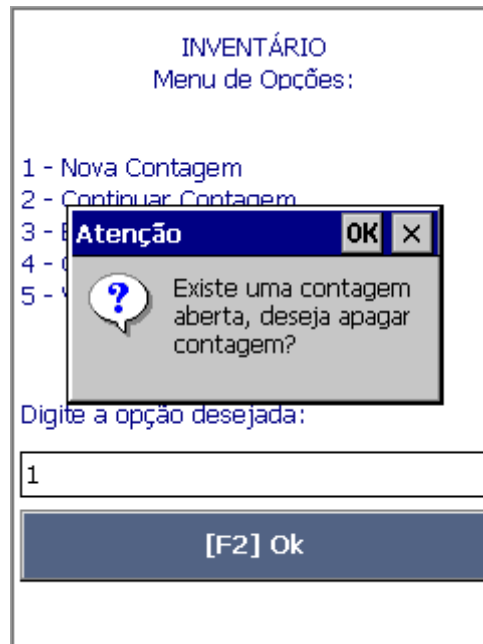 INVENTÁRIO
Menu de Opções:
1 - Nova Contagem
2 - Continuar Contagem
3 -
4 -
5 -
Atenção OK ×
?
Existe uma contagem
aberta, deseja apagar
contagem?
Digite a opção desejada:
1
[F2] Ok